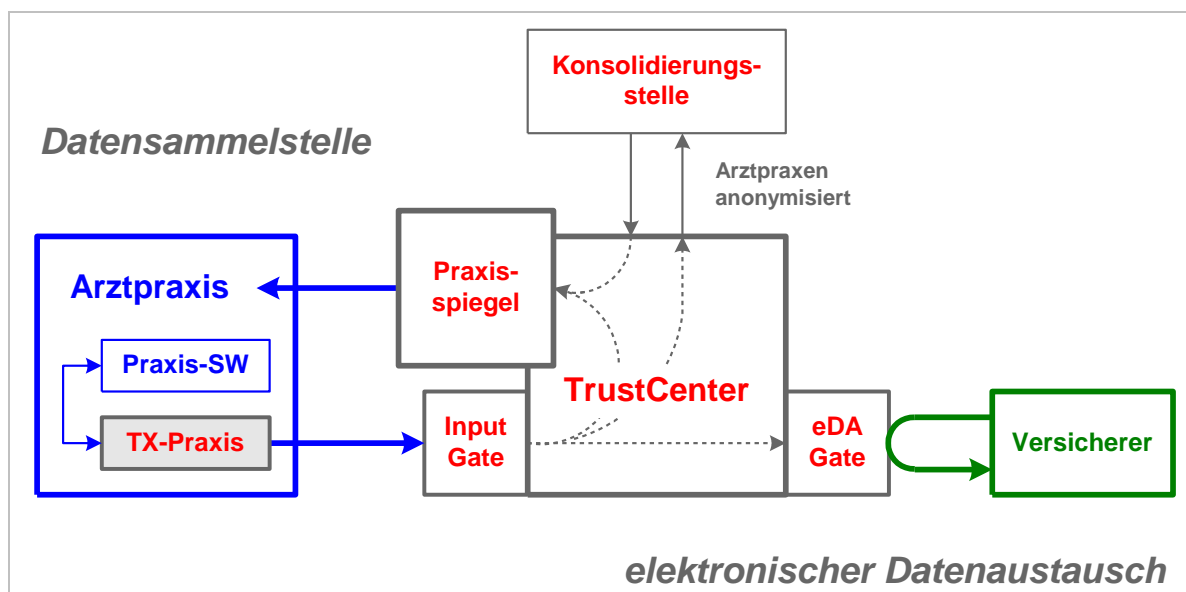 Konsolidierungs-
stelle
Datensammelstelle
Arztpraxen
anonymisiert
Praxis-
spiegel
Arztpraxis
Praxis-SW
TX-Praxis
TrustCenter
Input
Gate
eDA
Gate
Versicherer
elektronischer Datenaustausch